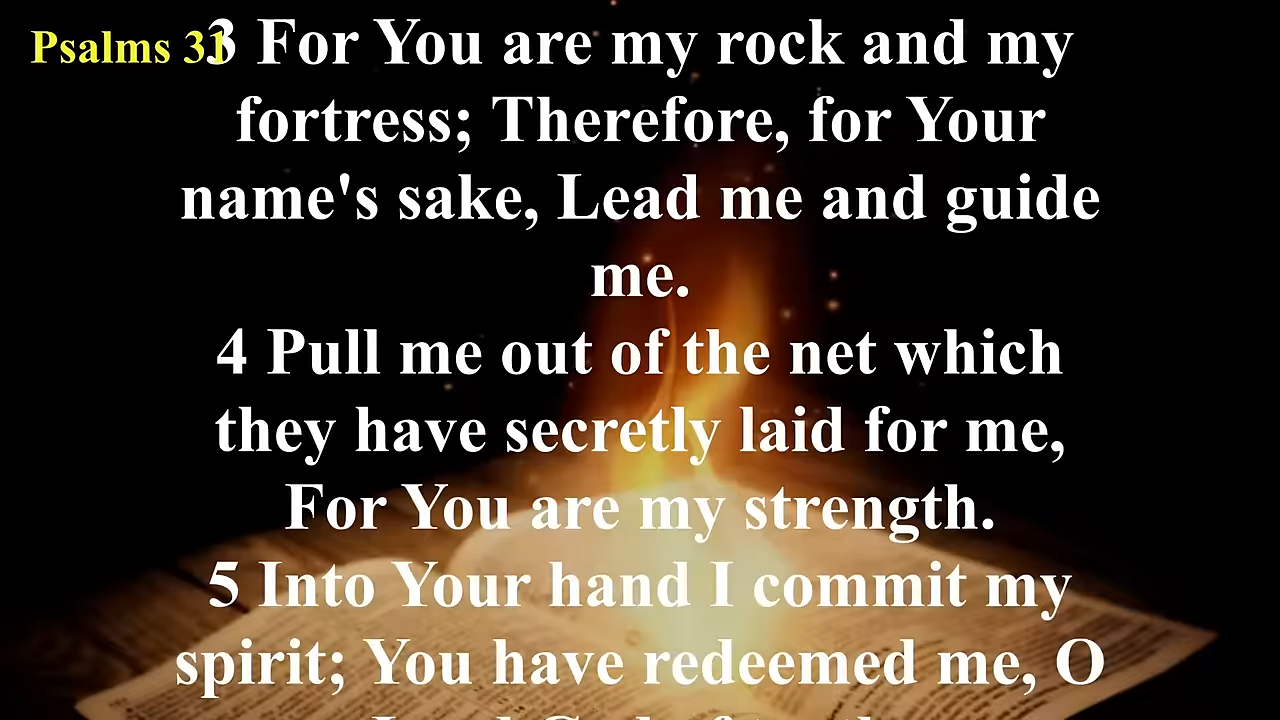 Psalms 31
3 For You are my rock and my
fortress; Therefore, for Your
name's sake, Lead me and guide
me.
4 Pull me out of the net which
they have secretly laid for me,
For You are my strength.
5 Into Your hand I commit my
spirit; You have redeemed me, O